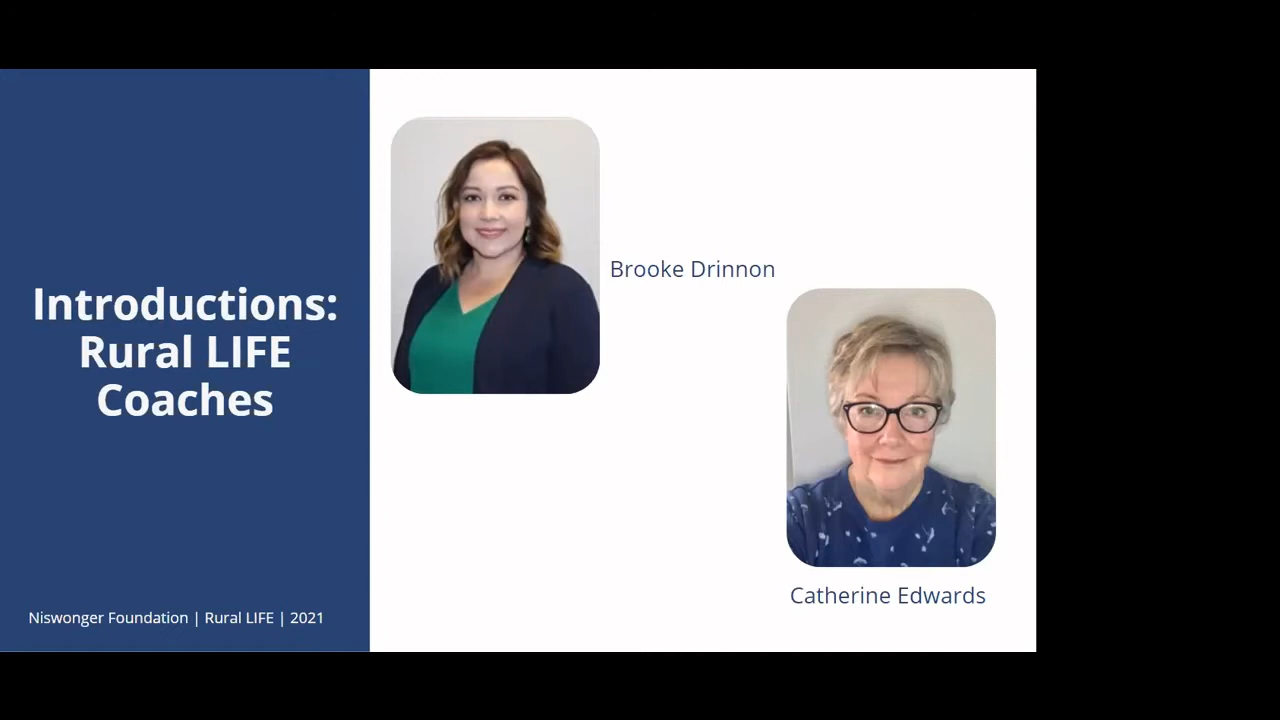 Introductions:
Rural LIFE
Coaches
Niswonger Foundation | Rural LIFE | 2021
Brooke Drinnon
Catherine Edwards